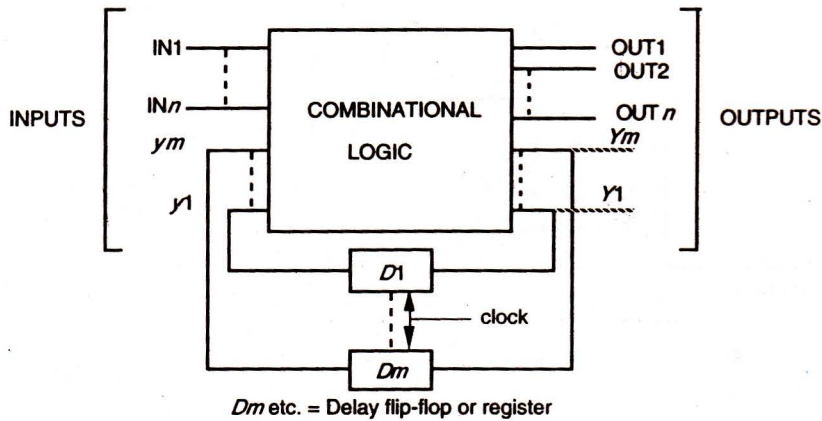 IN1
OUT1
OUT2
INPUTS
INn
COMBINATIONAL
LOGIC
OUT n
OUTPUTS
ym
Ym
y1
Y1
D1
clock
Dm
Dm etc. = Delay flip-flop or register